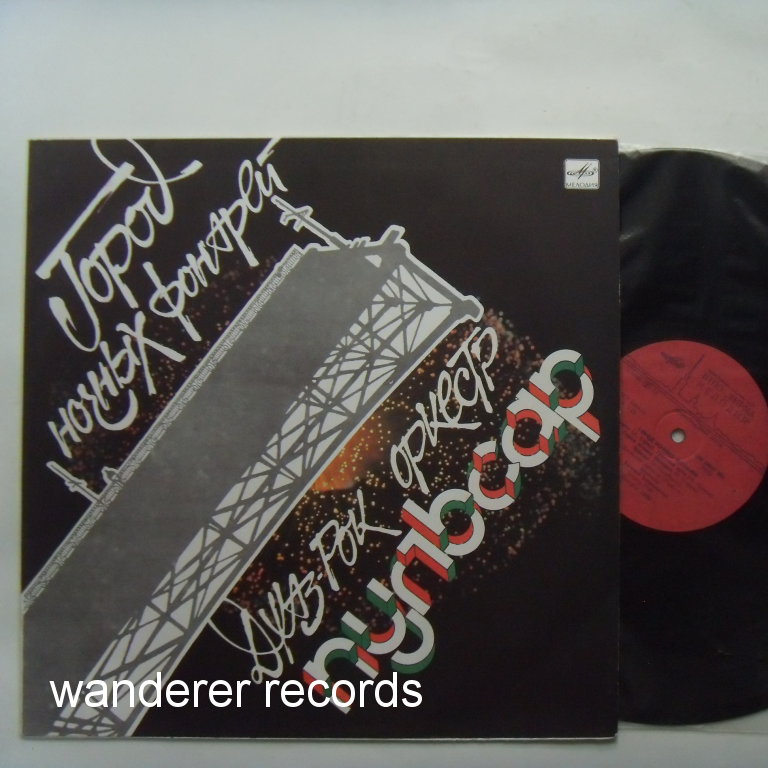 Город
ночных фонарей
МЕЛОДИЯ
Джаз-рок оркестр
пульсар
wanderer records